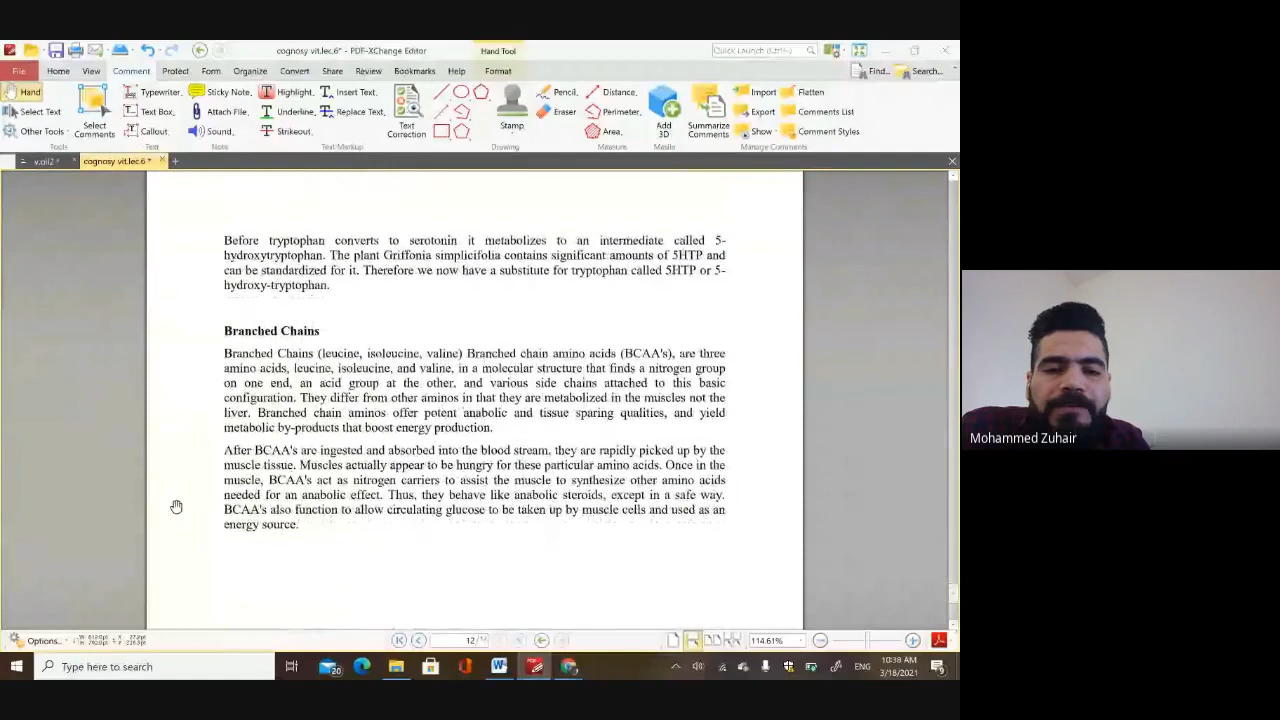 cognosy vit.lec.6* - PDF-XChange Editor
Hand Tool
Quick Launch (Ctrl+.)
File Home View Comment Protect Form Organize Convert Share Review Bookmarks Help Format Find... Search...
Hand Typewriter Sticky Note Highlight Insert Text Pencil Distance Import Flatten
Select Text Text Box Attach File Underline Replace Text Eraser Perimeter Export Comments List
Other Tools Select Comments Callout Sound Strikeout Text Correction Stamp Area Add 3D Summarize Comments Show Comment Styles
Tools Text Note Text Markup Drawing Measure Manage Comments
v.oil2 * cognosy vit.lec.6 *
Before tryptophan converts to serotonin it metabolizes to an intermediate called 5-
hydroxytryptophan. The plant Griffonia simplicifolia contains significant amounts of 5HTP and
can be standardized for it. Therefore we now have a substitute for tryptophan called 5HTP or 5-
hydroxy-tryptophan.
Branched Chains
Branched Chains (leucine, isoleucine, valine) Branched chain amino acids (BCAA's), are three
amino acids, leucine, isoleucine, and valine, in a molecular structure that finds a nitrogen group
on one end, an acid group at the other, and various side chains attached to this basic
configuration. They differ from other aminos in that they are metabolized in the muscles not the
liver. Branched chain aminos offer potent anabolic and tissue sparing qualities, and yield
metabolic by-products that boost energy production.
After BCAA's are ingested and absorbed into the blood stream, they are rapidly picked up by the
muscle tissue. Muscles actually appear to be hungry for these particular amino acids. Once in the
muscle, BCAA's act as nitrogen carriers to assist the muscle to synthesize other amino acids
needed for an anabolic effect. Thus, they behave like anabolic steroids, except in a safe way.
BCAA's also function to allow circulating glucose to be taken up by muscle cells and used as an
energy source.
Mohammed Zuhair
Options... 12 114.61%
Type here to search 20 ENG 10:38 AM
3/18/2021